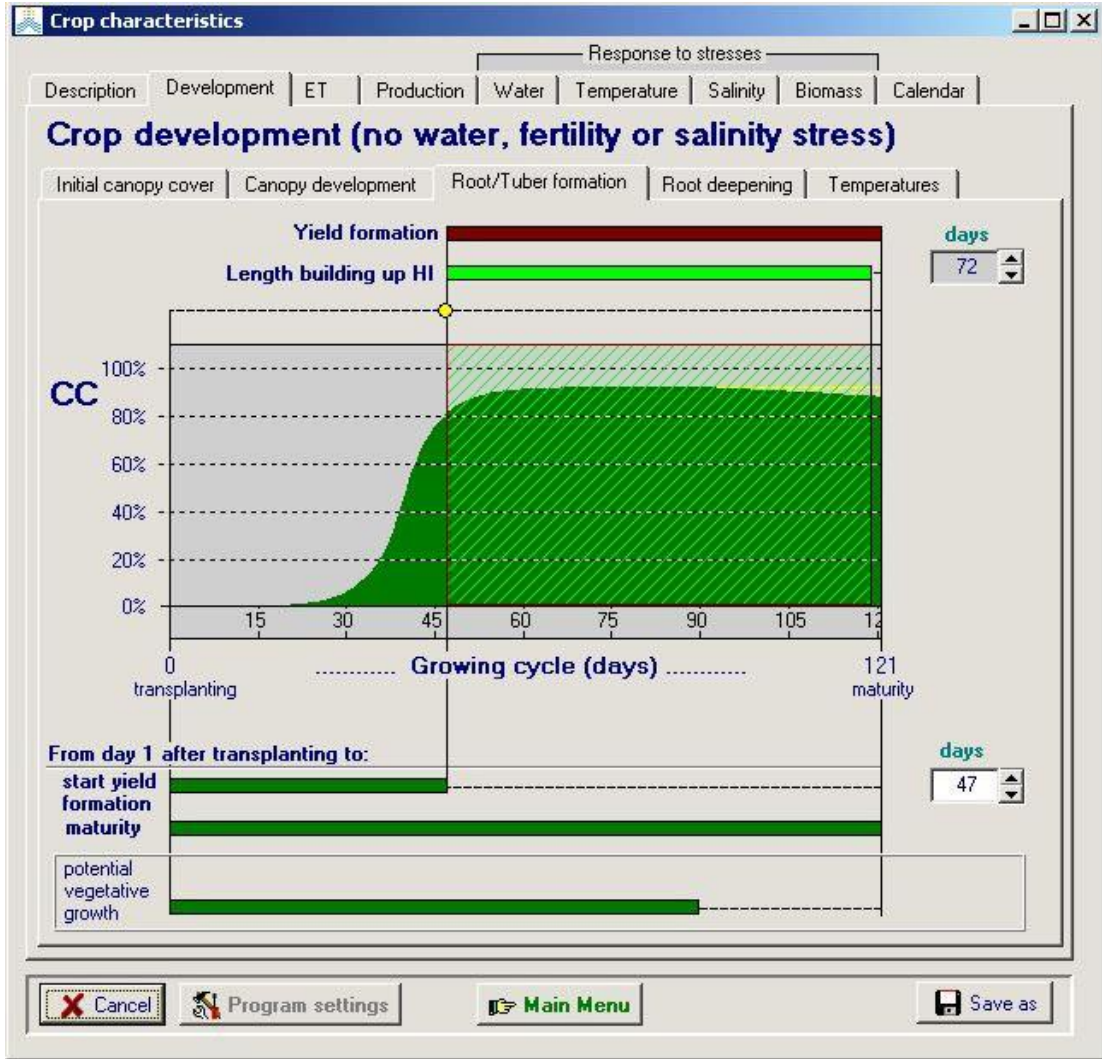 Crop characteristics
Response to stresses
Description Development ET Production Water Temperature Salinity Biomass Calendar
Crop development (no water, fertility or salinity stress)
Initial canopy cover Canopy development Root/Tuber formation Root deepening Temperatures
Yield formation
days
Length building up HI
72
CC
100%
80%
60%
40%
20%
0%
15 30 45 60 75 90 105 12
0 ............ Growing cycle (days) ............ 121
transplanting maturity
From day 1 after transplanting to:
days
start yield
formation
47
maturity
potential
vegetative
growth
Cancel Program settings Main Menu Save as